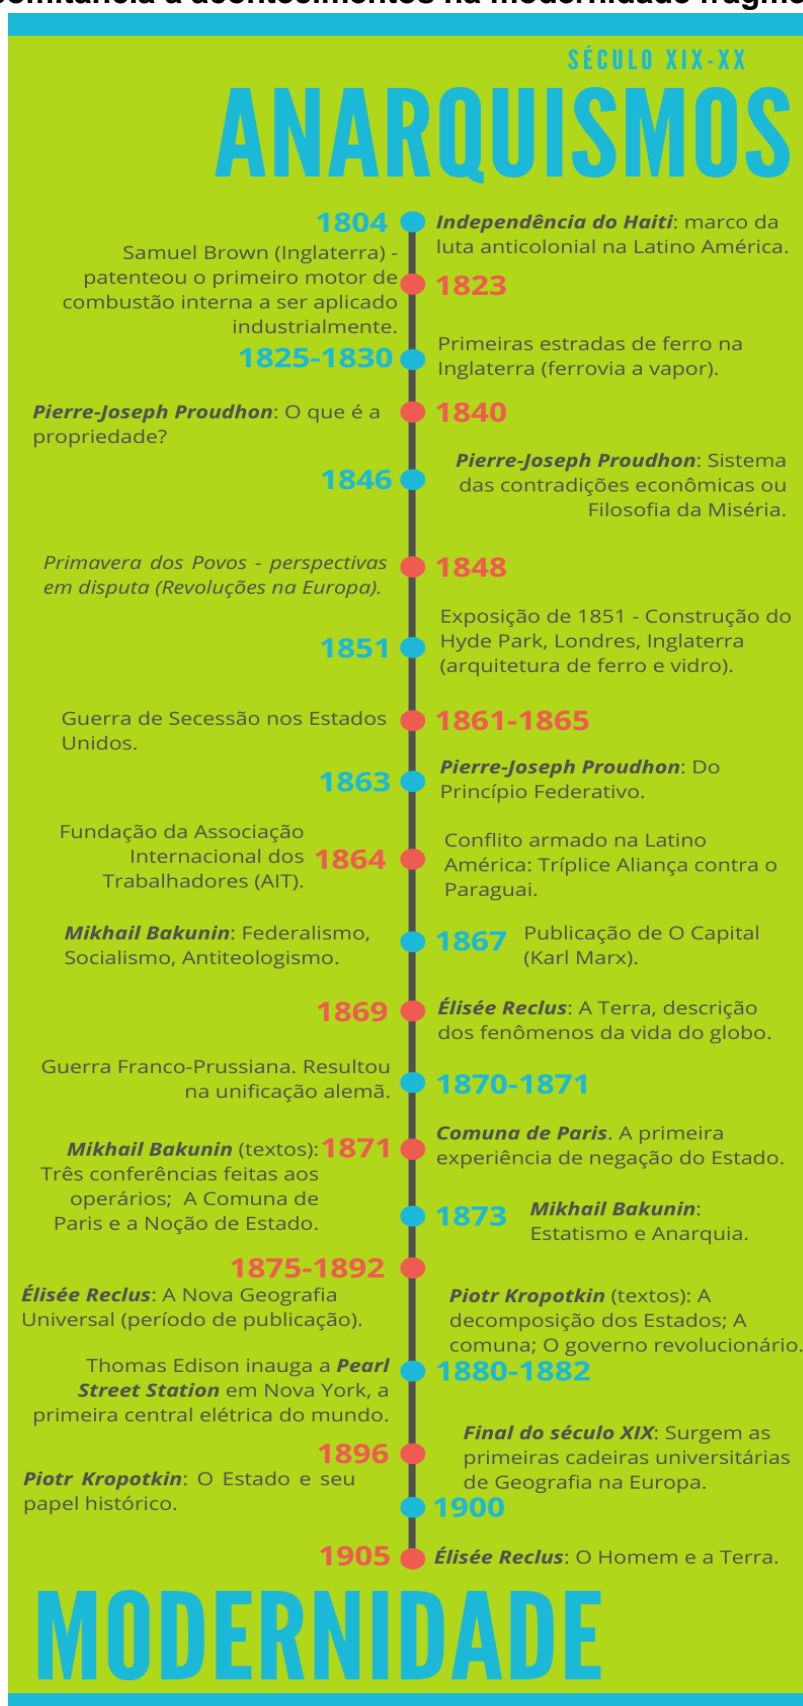 a acontecimentos na modernidade
SÉCULO XIX-XX
ANARQUISMOS
1804
Independência do Haiti: marco da
luta anticolonial na Latino América.
Samuel Brown (Inglaterra) -
patenteou o primeiro motor de
combustão interna a ser aplicado
industrialmente.
1823
1825-1830
Primeiras estradas de ferro na
Inglaterra (ferrovia a vapor).
Pierre-Joseph Proudhon: O que é a
propriedade?
1840
1846
Pierre-Joseph Proudhon: Sistema
das contradições econômicas ou
Filosofia da Miséria.
Primavera dos Povos - perspectivas
em disputa (Revoluções na Europa).
1848
1851
Exposição de 1851 - Construção do
Hyde Park, Londres, Inglaterra
(arquitetura de ferro e vidro).
Guerra de Secessão nos Estados
Unidos.
1861-1865
1863
Pierre-Joseph Proudhon: Do
Princípio Federativo.
Fundação da Associação
Internacional dos
Trabalhadores (AIT).
1864
Conflito armado na Latino
América: Tríplice Aliança contra o
Paraguai.
Mikhail Bakunin: Federalismo,
Socialismo, Antiteologismo.
1867
Publicação de O Capital
(Karl Marx).
1869
Élisée Reclus: A Terra, descrição
dos fenômenos da vida do globo.
Guerra Franco-Prussiana. Resultou
na unificação alemã.
1870-1871
Mikhail Bakunin (textos):
Três conferências feitas aos
operários; A Comuna de
Paris e a Noção de Estado.
1871
Comuna de Paris. A primeira
experiência de negação do Estado.
1873
Mikhail Bakunin:
Estatismo e Anarquia.
1875-1892
Élisée Reclus: A Nova Geografia
Universal (período de publicação).
Piotr Kropotkin (textos): A
decomposição dos Estados; A
comuna; O governo revolucionário.
1880-1882
Thomas Edison inauga a Pearl
Street Station em Nova York, a
primeira central elétrica do mundo.
1896
Piotr Kropotkin: O Estado e seu
papel histórico.
Final do século XIX: Surgem as
primeiras cadeiras universitárias
de Geografia na Europa.
1900
1905
Élisée Reclus: O Homem e a Terra.
MODERNIDADE